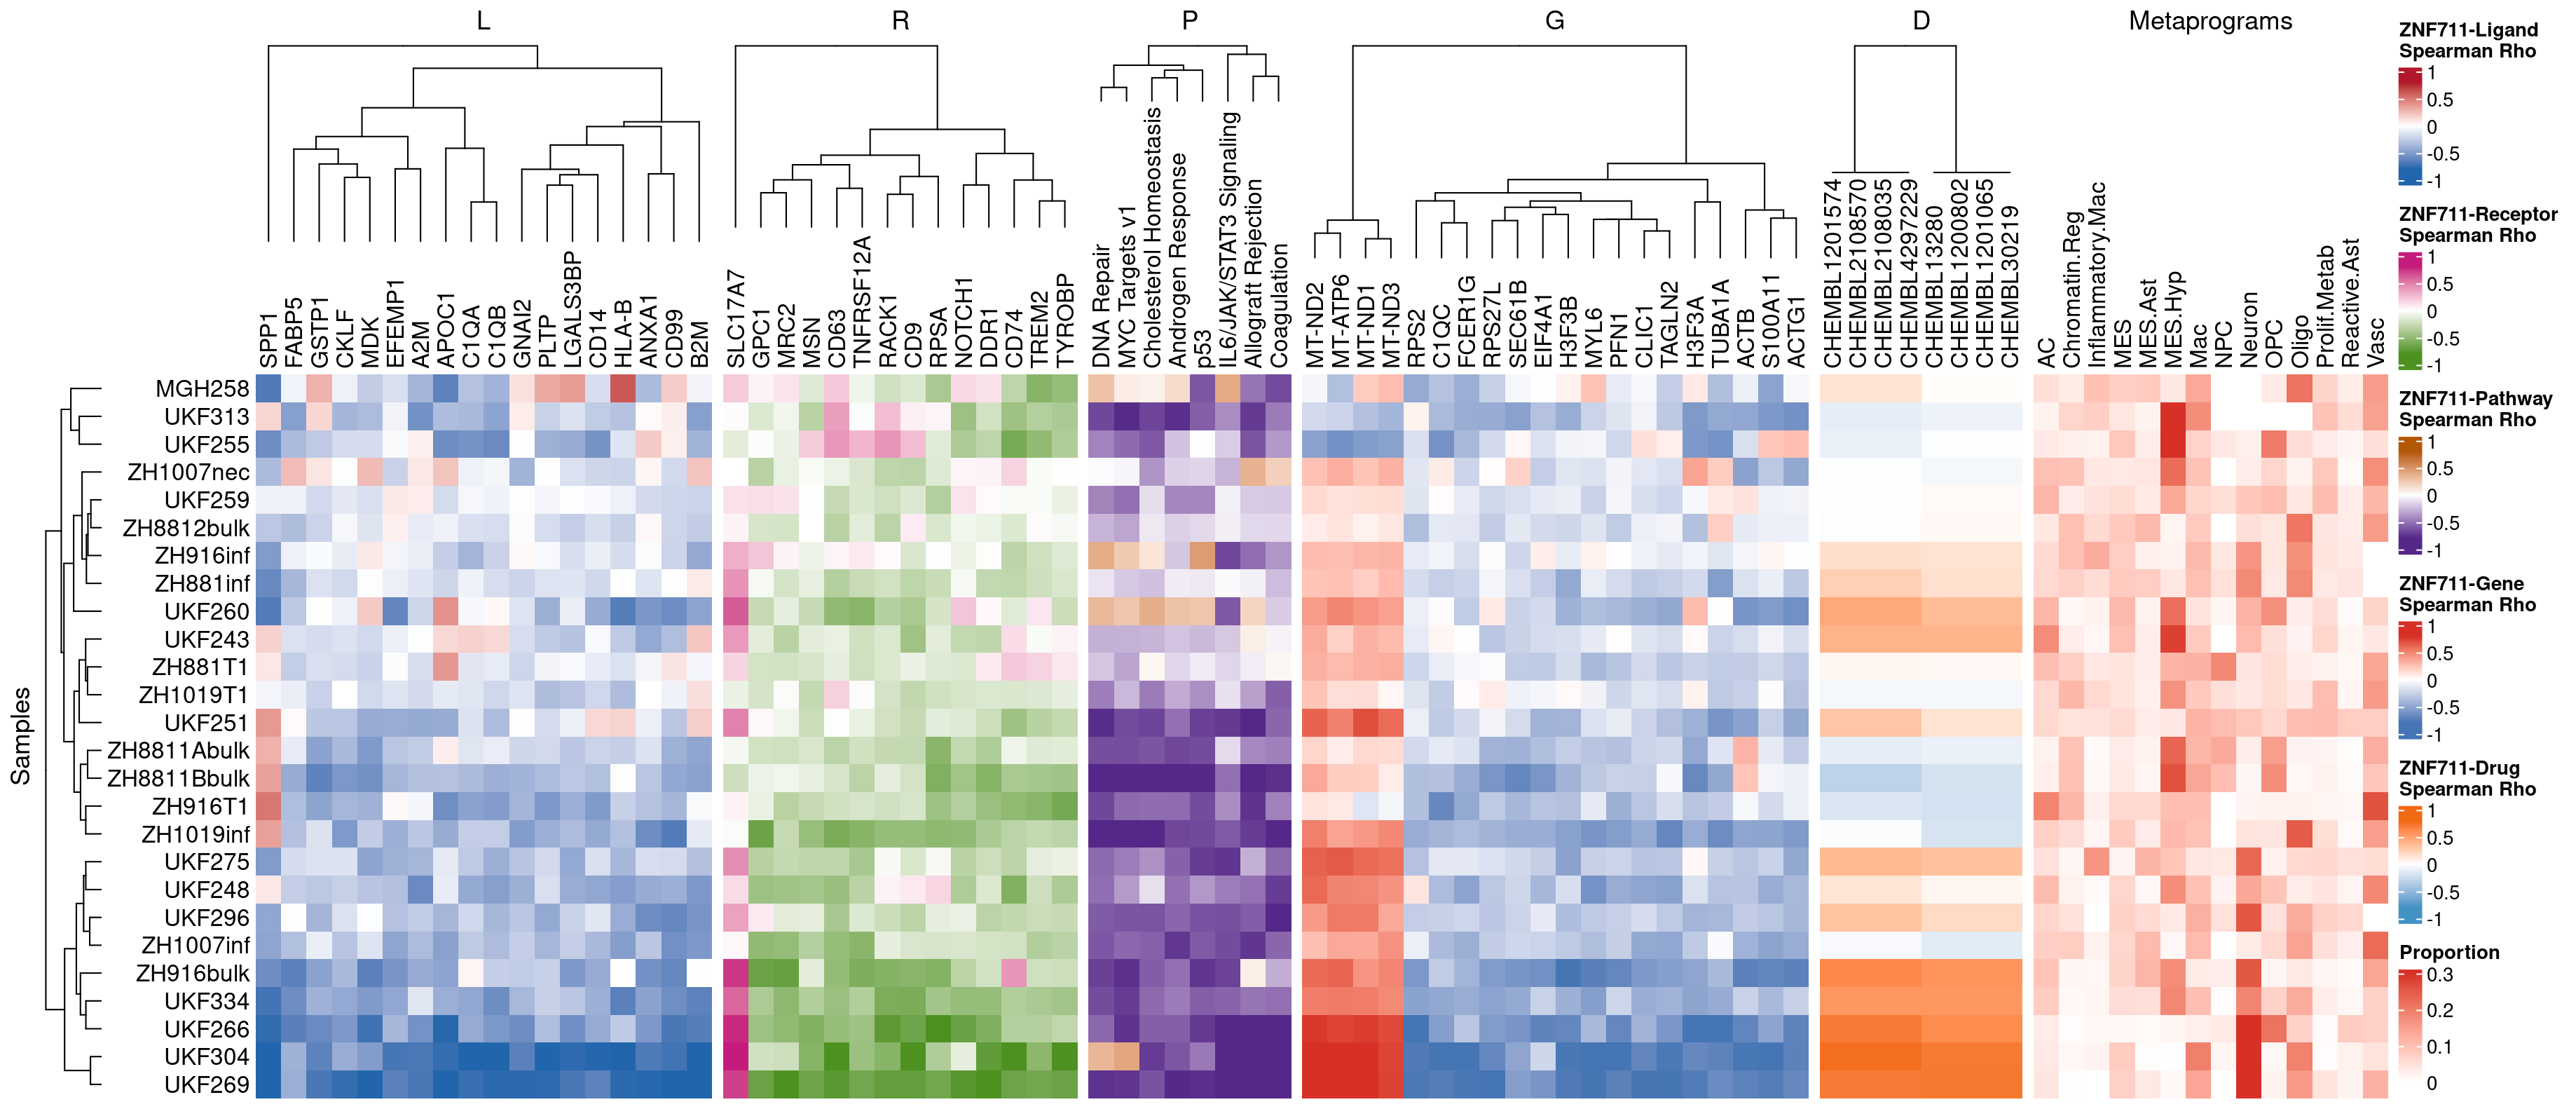 L
R
P
G
D
Metaprograms
SPP1
FABP5
GSTP1
CKLF
MDK
EFEMP1
A2M
APOC1
C1QA
C1QB
GNAI2
PLTP
LGALS3BP
CD14
HLA-B
ANXA1
CD99
B2M
SLC17A7
GPC1
MRC2
MSN
CD63
TNFRSF12A
RACK1
CD9
RPSA
NOTCH1
DDR1
CD74
TREM2
TYROBP
DNA Repair
MYC Targets v1
Cholesterol Homeostasis
Androgen Response
p53
IL6/JAK/STAT3 Signaling
Allograft Rejection
Coagulation
MT-ND2
MT-ATP6
MT-ND1
MT-ND3
RPS2
C1QC
FCER1G
RPS27L
SEC61B
EIF4A1
H3F3B
MYL6
PFN1
CLIC1
TAGLN2
H3F3A
TUBA1A
ACTB
S100A11
ACTG1
CHEMBL1201574
CHEMBL2108570
CHEMBL2108035
CHEMBL4297229
CHEMBL13280
CHEMBL1200802
CHEMBL1201065
CHEMBL30219
AC
Chromatin.Reg
Inflammatory.Mac
MES
MES.Ast
MES.Hyp
Mac
NPC
Neuron
OPC
Oligo
Prolif.Metab
Reactive.Ast
Vasc
Samples
MGH258
UKF313
UKF255
ZH1007nec
UKF259
ZH8812bulk
ZH916inf
ZH881inf
UKF260
UKF243
ZH881T1
ZH1019T1
UKF251
ZH8811Abulk
ZH8811Bbulk
ZH916T1
ZH1019inf
UKF275
UKF248
UKF296
ZH1007inf
ZH916bulk
UKF334
UKF266
UKF304
UKF269
ZNF711-Ligand
Spearman Rho
1
0.5
0
-0.5
-1
ZNF711-Receptor
Spearman Rho
1
0.5
0
-0.5
-1
ZNF711-Pathway
Spearman Rho
1
0.5
0
-0.5
-1
ZNF711-Gene
Spearman Rho
1
0.5
0
-0.5
-1
ZNF711-Drug
Spearman Rho
1
0.5
0
-0.5
-1
Proportion
0.3
0.2
0.1
0